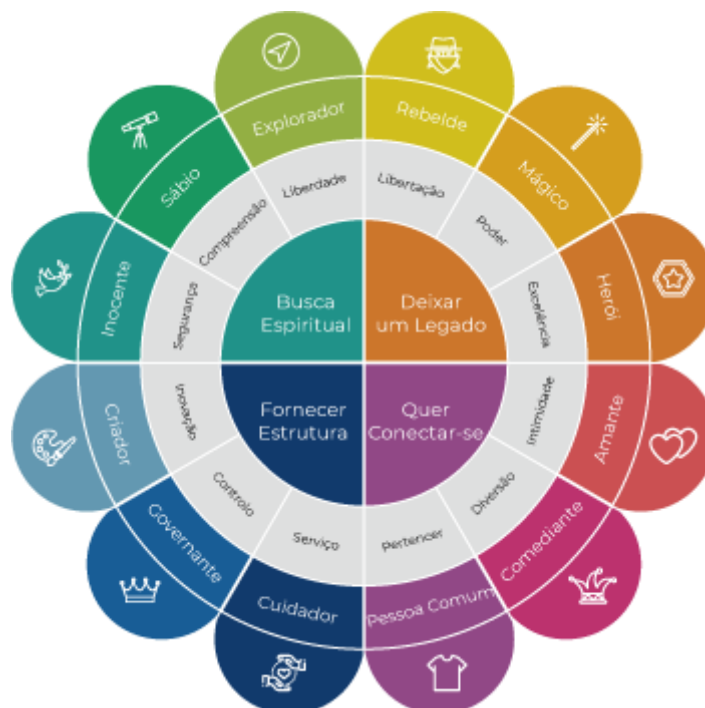 Explorador
Rebelde
Mágico
Herói
Amante
Comediante
Pessoa Comum
Cuidador
Governante
Criador
Inocente
Sábio
Liberdade
Libertação
Poder
Excelência
Intimidade
Diversão
Pertencer
Serviço
Controlo
Inovação
Segurança
Compreensão
Busca
Espiritual
Deixar
um Legado
Fornecer
Estrutura
Quer
Conectar-se